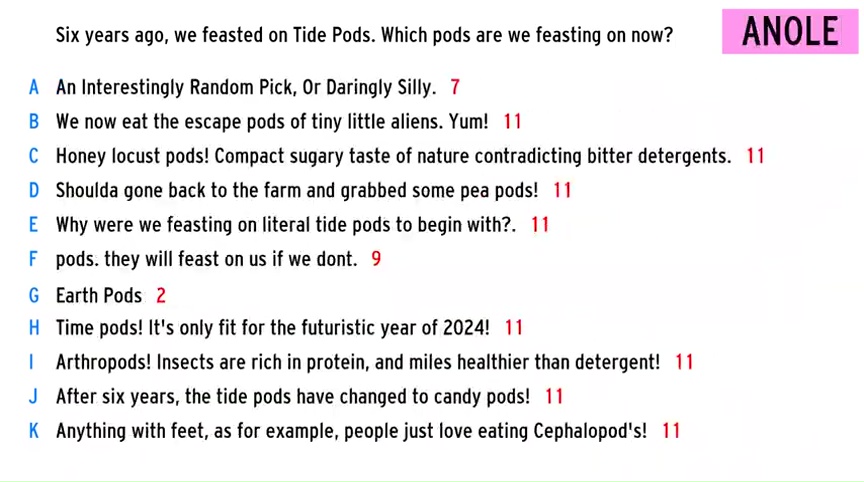 Six years ago, we feasted on Tide Pods. Which pods are we feasting on now?
ANOLE
A An Interestingly Random Pick, Or Daringly Silly. 7
B We now eat the escape pods of tiny little aliens. Yum! 11
C Honey locust pods! Compact sugary taste of nature contradicting bitter detergents. 11
D Shoulda gone back to the farm and grabbed some pea pods! 11
E Why were we feasting on literal tide pods to begin with?. 11
F pods. they will feast on us if we dont. 9
G Earth Pods 2
H Time pods! It's only fit for the futuristic year of 2024! 11
I Arthropods! Insects are rich in protein, and miles healthier than detergent! 11
J After six years, the tide pods have changed to candy pods! 11
K Anything with feet, as for example, people just love eating Cephalopod's! 11